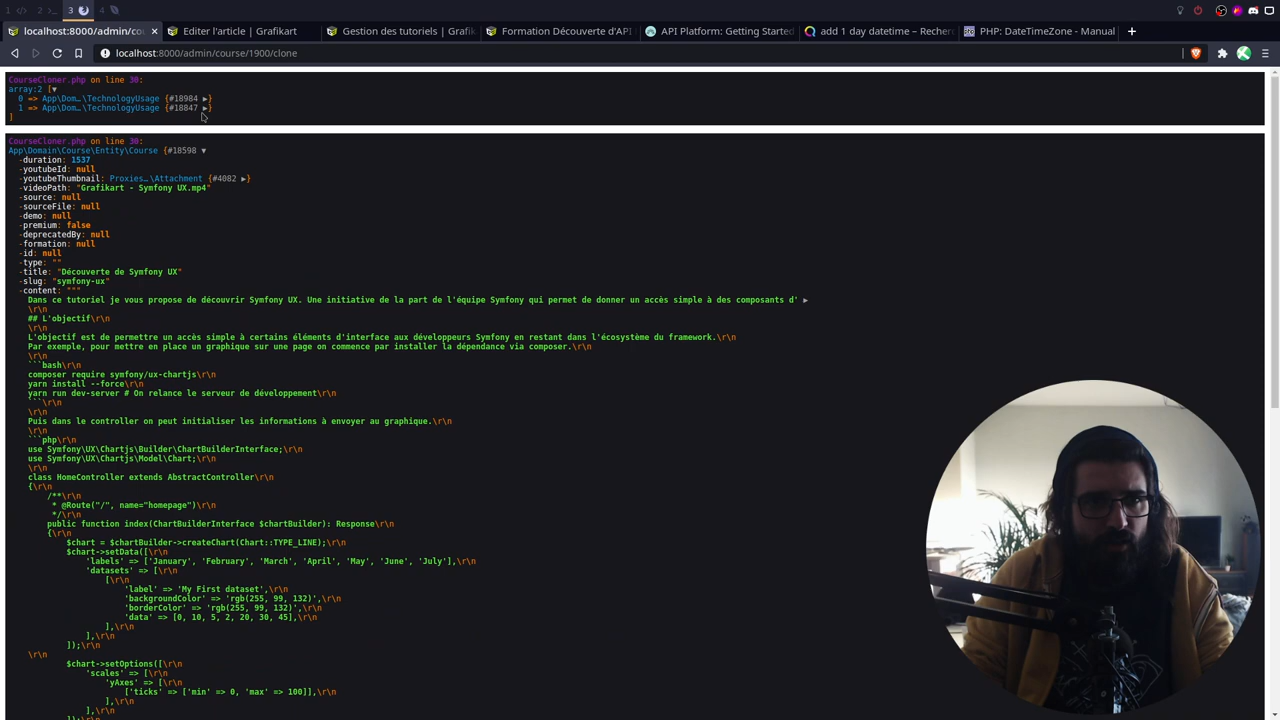 1 </>
2 >_
3
4
localhost:8000/admin/cou
Editer l'article | Grafikart
Gestion des tutoriels | Grafik
Formation Découverte d'API
API Platform: Getting Started
add 1 day datetime – Recher
PHP: DateTimeZone - Manual
localhost:8000/admin/course/1900/clone
CourseCloner.php on line 30:
array:2 [▼
0 => App\Dom…\TechnologyUsage {#18984 ▶}
1 => App\Dom…\TechnologyUsage {#18847 ▶}
]
CourseCloner.php on line 30:
App\Domain\Course\Entity\Course {#18598 ▼
-duration: 1537
-youtubeId: null
-youtubeThumbnail: Proxies…\Attachment {#4082 ▶}
-videoPath: "Grafikart - Symfony UX.mp4"
-source: null
-sourceFile: null
-demo: null
-premium: false
-deprecatedBy: null
-formation: null
-id: null
-type: ""
-title: "Découverte de Symfony UX"
-slug: "symfony-ux"
-content: """
Dans ce tutoriel je vous propose de découvrir Symfony UX. Une initiative de la part de l'équipe Symfony qui permet de donner un accès simple à des composants d' ▶
\r\n
## L'objectif\r\n
\r\n
L'objectif est de permettre un accès simple à certains éléments d'interface aux développeurs Symfony en restant dans l'écosystème du framework.\r\n
Par exemple, pour mettre en place un graphique sur une page on commence par installer la dépendance via composer.\r\n
\r\n
```bash\r\n
composer require symfony/ux-chartjs\r\n
yarn install --force\r\n
yarn run dev-server # On relance le serveur de développement\r\n
```\r\n
\r\n
Puis dans le controller on peut initialiser les informations à envoyer au graphique.\r\n
\r\n
```php\r\n
use Symfony\UX\Chartjs\Builder\ChartBuilderInterface;\r\n
use Symfony\UX\Chartjs\Model\Chart;\r\n
\r\n
class HomeController extends AbstractController\r\n
{\r\n
/**\r\n
* @Route("/", name="homepage")\r\n
*/\r\n
public function index(ChartBuilderInterface $chartBuilder): Response\r\n
{\r\n
$chart = $chartBuilder->createChart(Chart::TYPE_LINE);\r\n
$chart->setData([\r\n
'labels' => ['January', 'February', 'March', 'April', 'May', 'June', 'July'],\r\n
'datasets' => [\r\n
[\r\n
'label' => 'My First dataset',\r\n
'backgroundColor' => 'rgb(255, 99, 132)',\r\n
'borderColor' => 'rgb(255, 99, 132)',\r\n
'data' => [0, 10, 5, 2, 20, 30, 45],\r\n
],\r\n
],\r\n
]);\r\n
\r\n
$chart->setOptions([\r\n
'scales' => [\r\n
'yAxes' => [\r\n
['ticks' => ['min' => 0, 'max' => 100]],\r\n
],\r\n
],\r\n
]);\r\n